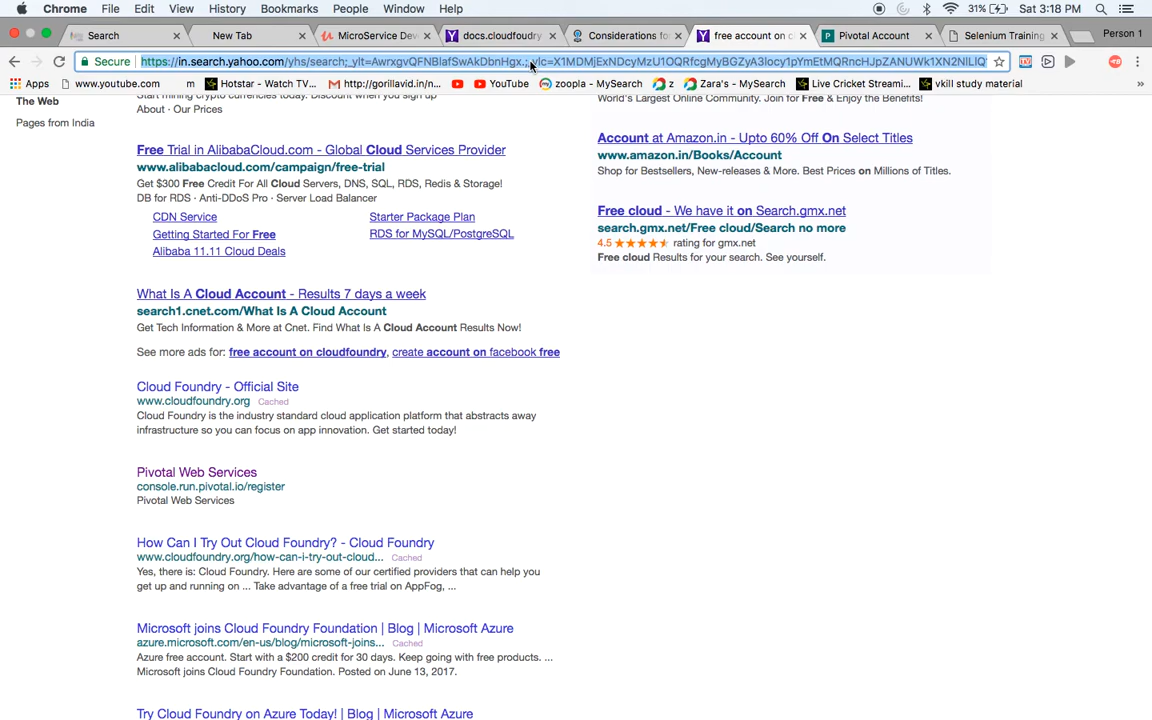 Chrome File Edit View History Bookmarks People Window Help 31% Sat 3:18 PM
Search New Tab MicroService Dev docs.cloudfoundry Considerations fo free account on cl Pivotal Account Selenium Training Person 1
Secure https://in.search.yahoo.com/yhs/search;_ylt=
Apps www.youtube.com m Hotstar - Watch TV... http://gorillavid.in/n... YouTube zoopla - MySearch z Zara's - MySearch Live Cricket Streami... vkill study material »
The Web
Pages from India
Start mining crypto currencies today. Discount when you sign up
About · Our Prices
Free Trial in AlibabaCloud.com - Global Cloud Services Provider
www.alibabacloud.com/campaign/free-trial
Get $300 Free Credit For All Cloud Servers, DNS, SQL, RDS, Redis & Storage!
DB for RDS · Anti-DDoS Pro · Server Load Balancer
CDN Service Starter Package Plan
Getting Started For Free RDS for MySQL/PostgreSQL
Alibaba 11.11 Cloud Deals
What Is A Cloud Account - Results 7 days a week
search1.cnet.com/What Is A Cloud Account
Get Tech Information & More at Cnet. Find What Is A Cloud Account Results Now!
See more ads for: free account on cloudfoundry, create account on facebook free
Cloud Foundry - Official Site
www.cloudfoundry.org Cached
Cloud Foundry is the industry standard cloud application platform that abstracts away
infrastructure so you can focus on app innovation. Get started today!
Pivotal Web Services
console.run.pivotal.io/register
Pivotal Web Services
How Can I Try Out Cloud Foundry? - Cloud Foundry
www.cloudfoundry.org/how-can-i-try-out-cloud... Cached
Yes, there is: Cloud Foundry. Here are some of our certified providers that can help you
get up and running on ... Take advantage of a free trial on AppFog, ...
Microsoft joins Cloud Foundry Foundation | Blog | Microsoft Azure
azure.microsoft.com/en-us/blog/microsoft-joins... Cached
Azure free account. Start with a $200 credit for 30 days. Keep going with free products. ...
Microsoft joins Cloud Foundry Foundation. Posted on June 13, 2017.
Try Cloud Foundry on Azure Today! | Blog | Microsoft Azure
World's Largest Online Community. Join for Free & Enjoy the Benefits!
Account at Amazon.in - Upto 60% Off On Select Titles
www.amazon.in/Books/Account
Shop for Bestsellers, New-releases & More. Best Prices on Millions of Titles.
Free cloud - We have it on Search.gmx.net
search.gmx.net/Free cloud/Search no more
4.5 rating for gmx.net
Free cloud Results for your search. See yourself.